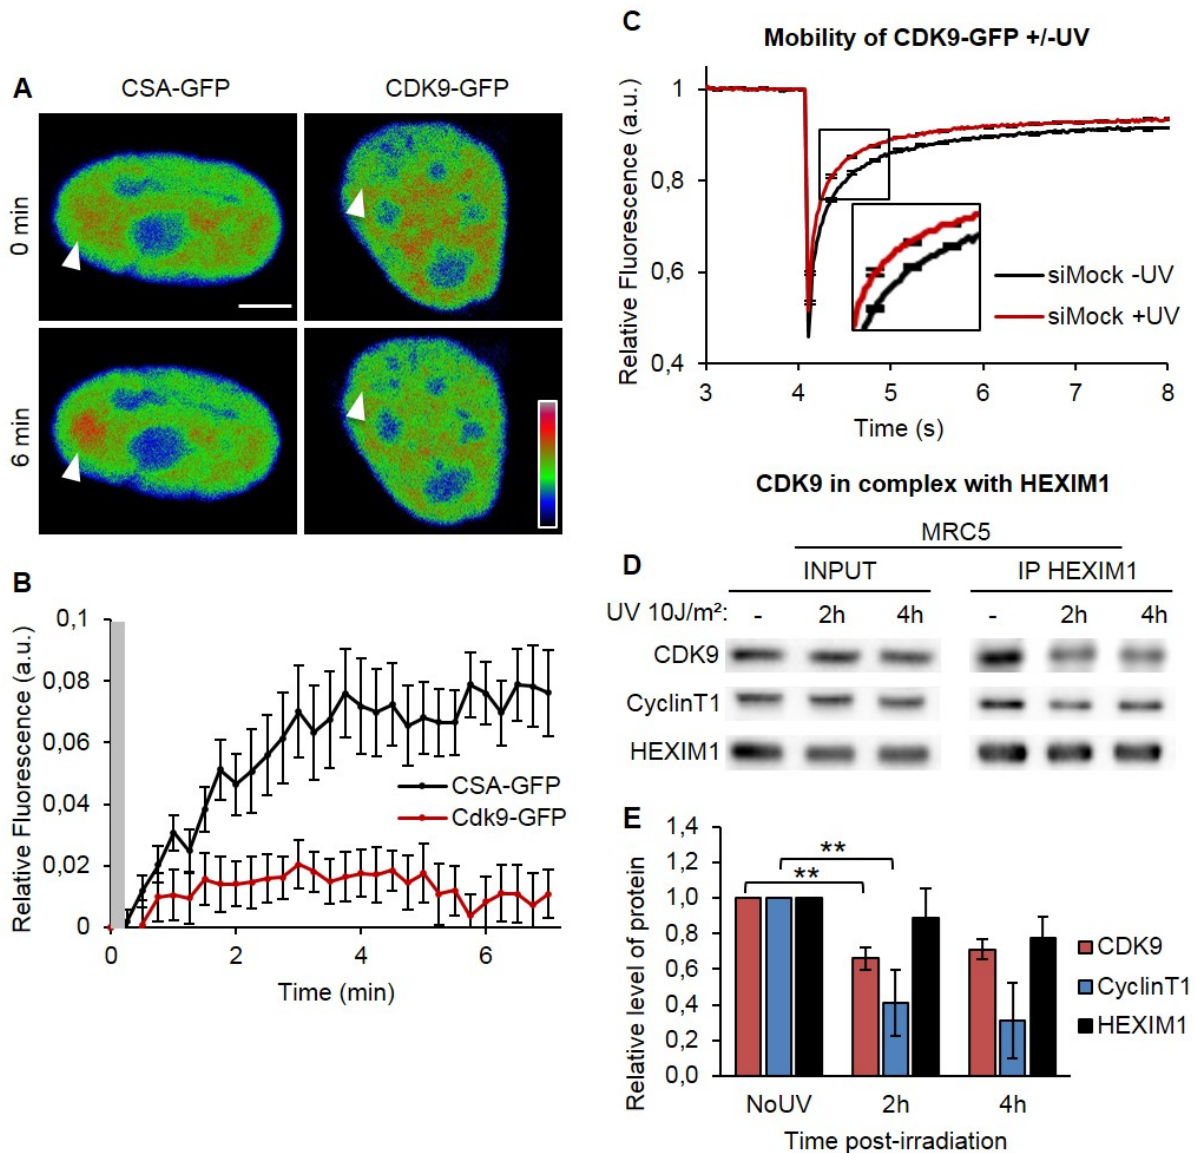 A
CSA-GFP
CDK9-GFP
0 min
6 min
B
Relative Fluorescence (a.u.)
0,1
0,08
0,06
0,04
0,02
0
CSA-GFP
Cdk9-GFP
0 2 4 6
Time (min)
C
Mobility of CDK9-GFP +/-UV
Relative Fluorescence (a.u.)
1
0,8
0,6
0,4
siMock -UV
siMock +UV
3 4 5 6 7 8
Time (s)
CDK9 in complex with HEXIM1
MRC5
D
INPUT
IP HEXIM1
UV 10J/m²: - 2h 4h - 2h 4h
CDK9
CyclinT1
HEXIM1
E
Relative level of protein
1,4
1,2
1,0
0,8
0,6
0,4
0,2
0,0
**
**
CDK9
CyclinT1
HEXIM1
NoUV 2h 4h
Time post-irradiation